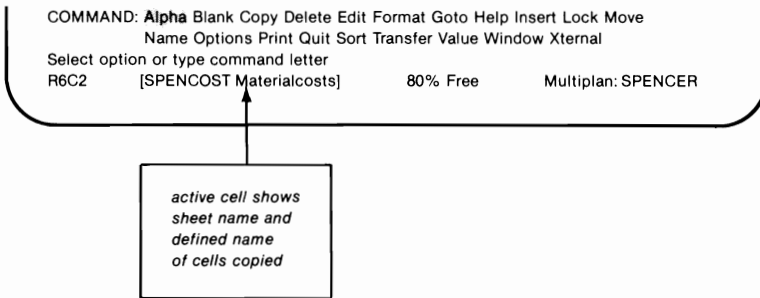 COMMAND: Alpha Blank Copy Delete Edit Format Goto Help Insert Lock Move
Name Options Print Quit Sort Transfer Value Window Xternal
Select option or type command letter
R6C2 [SPENCOST Materialcosts] 80% Free Multiplan: SPENCER
active cell shows
sheet name and
defined name
of cells copied